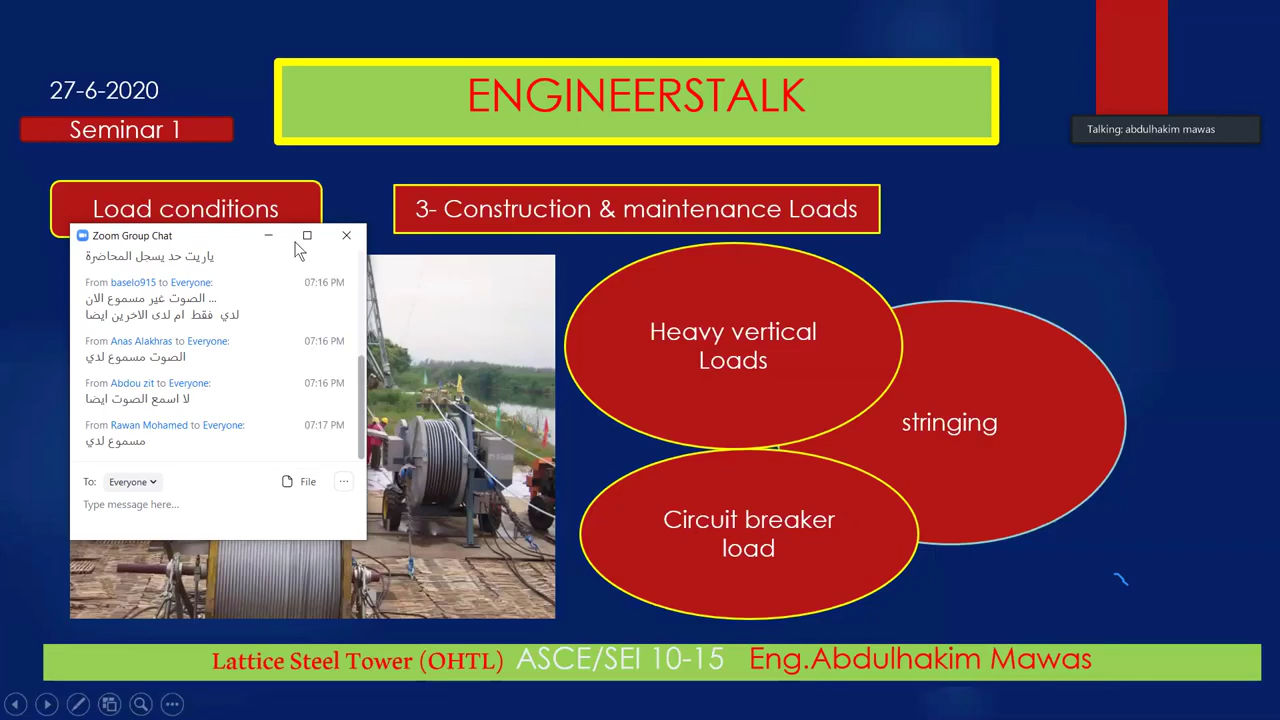 27-6-2020
ENGINEERSTALK
Seminar 1
Talking: abdulhakim mawas
Load conditions
3- Construction & maintenance Loads
Zoom Group Chat
ياريت حد يسجل المحاضرة
From baselo915 to Everyone: 07:16 PM
الصوت غير مسموع الان ...
لدي فقط ام لدى الاخرين ايضا
From Anas Alakhras to Everyone: 07:16 PM
الصوت مسموع لدي
From Abdou zit to Everyone: 07:16 PM
لا اسمع الصوت ايضا
From Rawan Mohamed to Everyone: 07:17 PM
مسموع لدي
To: Everyone File
Type message here...
Heavy vertical
Loads
stringing
Circuit breaker
load
Lattice Steel Tower (OHTL) ASCE/SEI 10-15 Eng.Abdulhakim Mawas